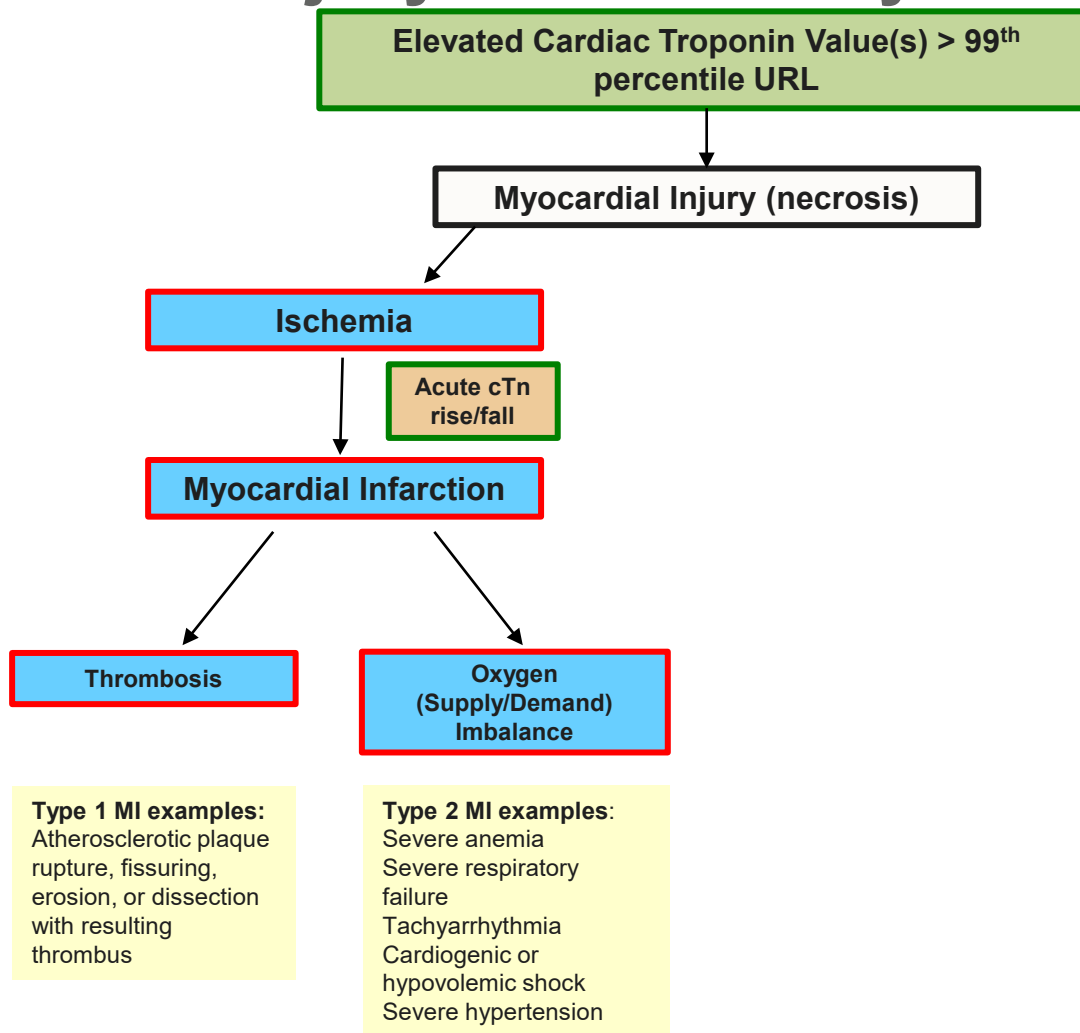 Elevated Cardiac Troponin Value(s) > 99th
percentile URL
Myocardial Injury (necrosis)
Ischemia
Acute cTn
rise/fall
Myocardial Infarction
Thrombosis
Oxygen
(Supply/Demand)
Imbalance
Type 1 MI examples:
Atherosclerotic plaque
rupture, fissuring,
erosion, or dissection
with resulting
thrombus
Type 2 MI examples:
Severe anemia
Severe respiratory
failure
Tachyarrhythmia
Cardiogenic or
hypovolemic shock
Severe hypertension